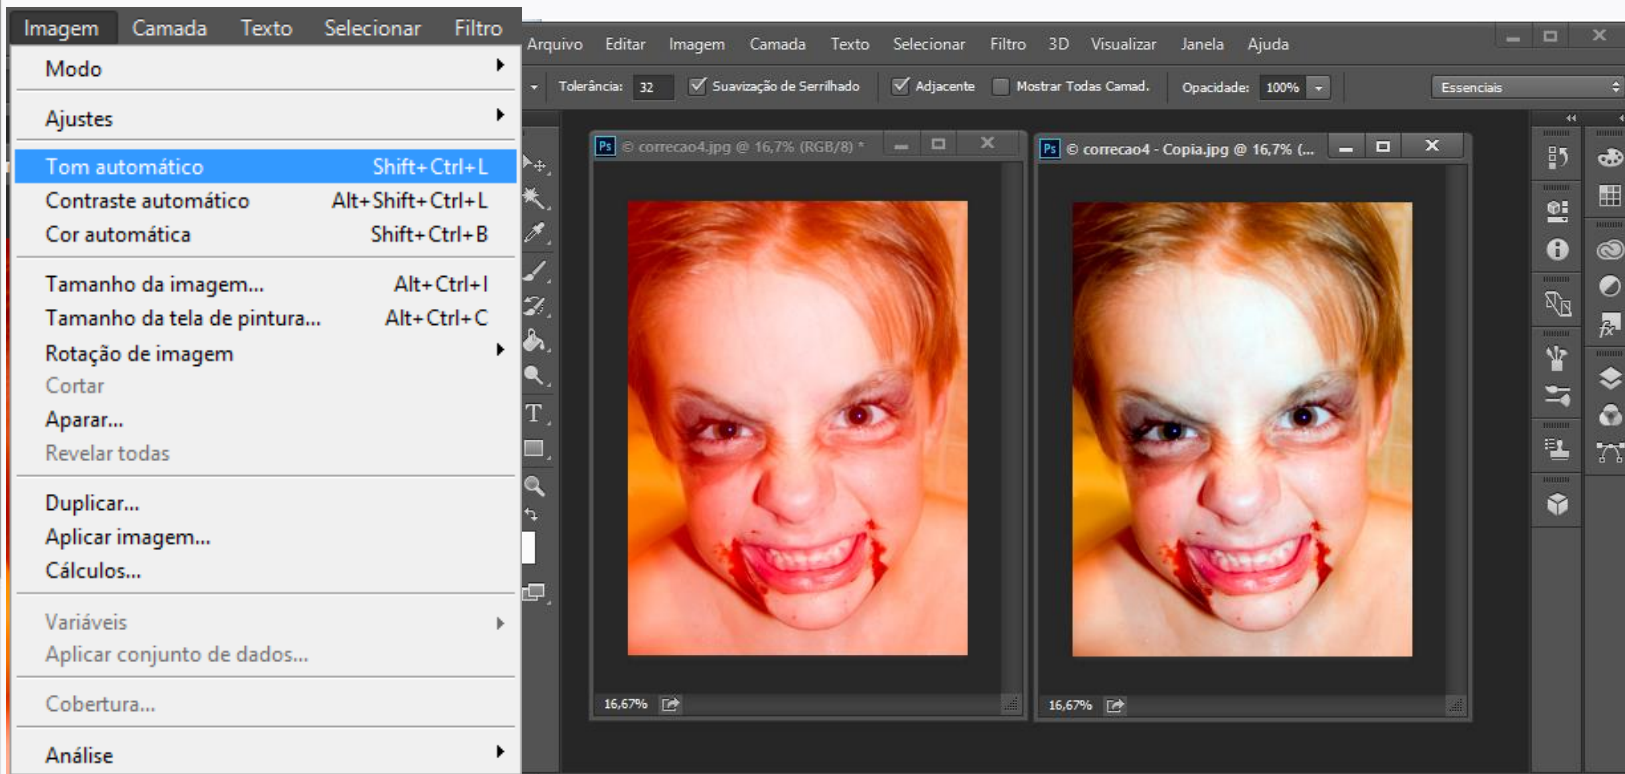 Imagem Camada Texto Selecionar Filtro
Modo
Ajustes
Tom automático Shift+Ctrl+L
Contraste automático Alt+Shift+Ctrl+L
Cor automática Shift+Ctrl+B
Tamanho da imagem... Alt+Ctrl+I
Tamanho da tela de pintura... Alt+Ctrl+C
Rotação de imagem
Cortar
Aparar...
Revelar todas
Duplicar...
Aplicar imagem...
Cálculos...
Variáveis
Aplicar conjunto de dados...
Cobertura...
Análise
Arquivo Editar Imagem Camada Texto Selecionar Filtro 3D Visualizar Janela Ajuda
Tolerância: 32 Suavização de Serrilhado Adjacente Mostrar Todas Camad. Opacidade: 100% Essenciais
Ps © correcao4.jpg @ 16,7% (RGB/8) *
Ps © correcao4 - Copia.jpg @ 16,7% (...
T
fx
16,67%
16,67%